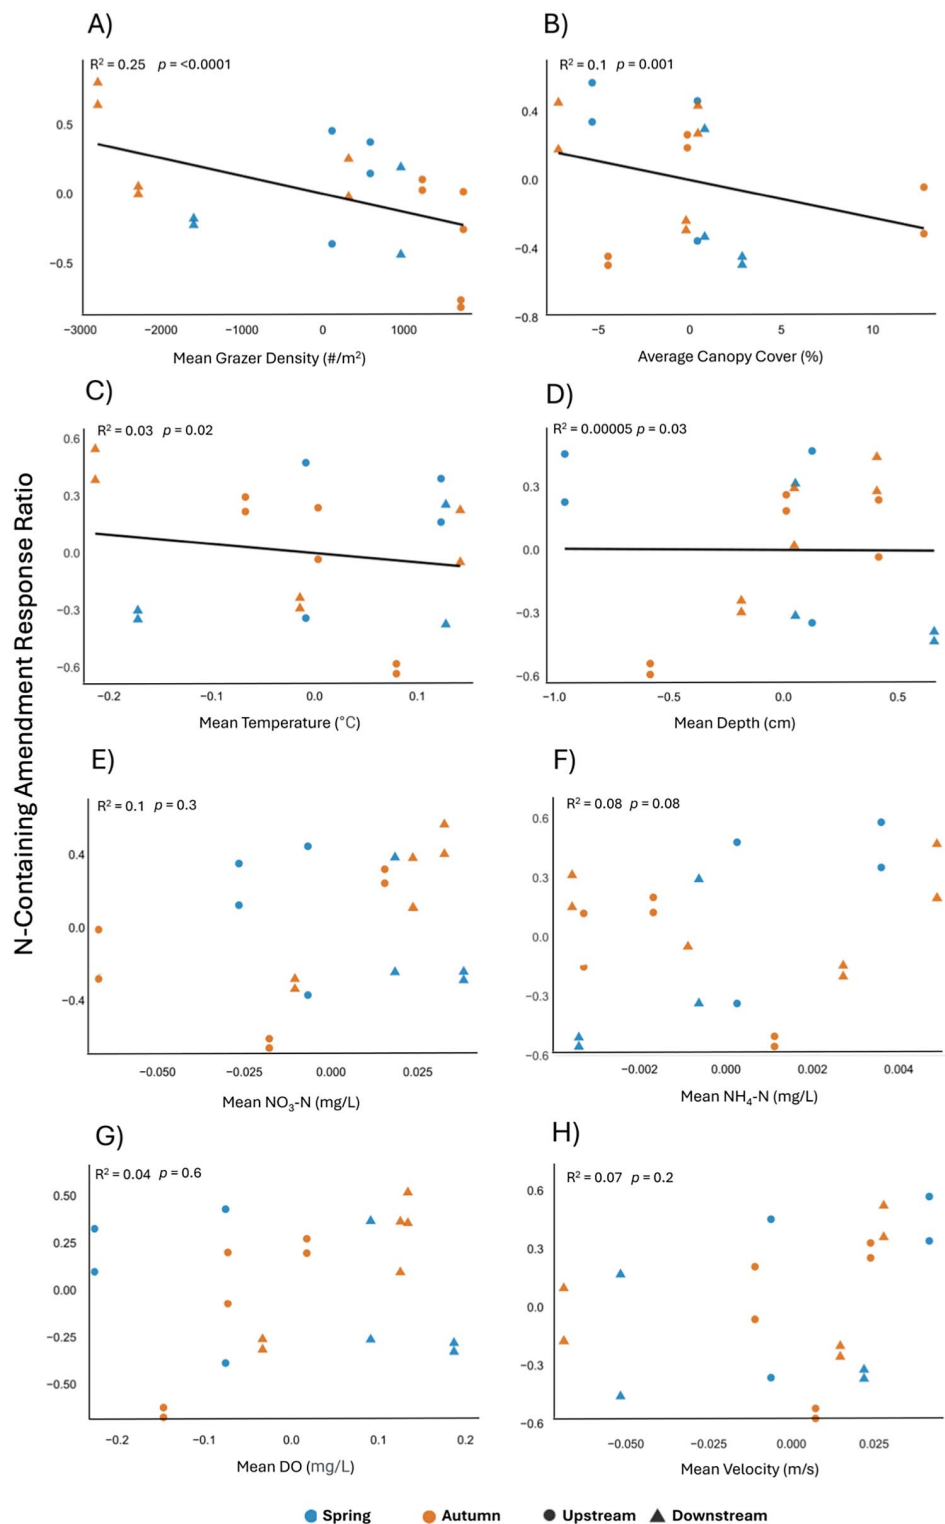 A)
R² = 0.25 p = <0.0001
0.5
0.0
−0.5
−3000 −2000 −1000 0 1000
Mean Grazer Density (#/m²)
B)
R² = 0.1 p = 0.001
0.4
0.0
−0.4
−0.8
−5 0 5 10
Average Canopy Cover (%)
N-Containing Amendment Response Ratio
C)
R² = 0.03 p = 0.02
0.6
0.3
0.0
−0.3
−0.6
−0.2 −0.1 0.0 0.1
Mean Temperature (°C)
D)
R² = 0.00005 p = 0.03
0.3
0.0
−0.3
−0.6
−1.0 −0.5 0.0 0.5
Mean Depth (cm)
E)
R² = 0.1 p = 0.3
0.4
0.0
−0.4
−0.050 −0.025 0.000 0.025
Mean NO₃-N (mg/L)
F)
R² = 0.08 p = 0.08
0.6
0.3
0.0
−0.3
−0.6
−0.002 0.000 0.002 0.004
Mean NH₄-N (mg/L)
G)
R² = 0.04 p = 0.6
0.50
0.25
0.00
−0.25
−0.50
−0.2 −0.1 0.0 0.1 0.2
Mean DO (mg/L)
H)
R² = 0.07 p = 0.2
0.6
0.3
0.0
−0.3
−0.6
−0.050 −0.025 0.000 0.025
Mean Velocity (m/s)
Spring Autumn Upstream Downstream